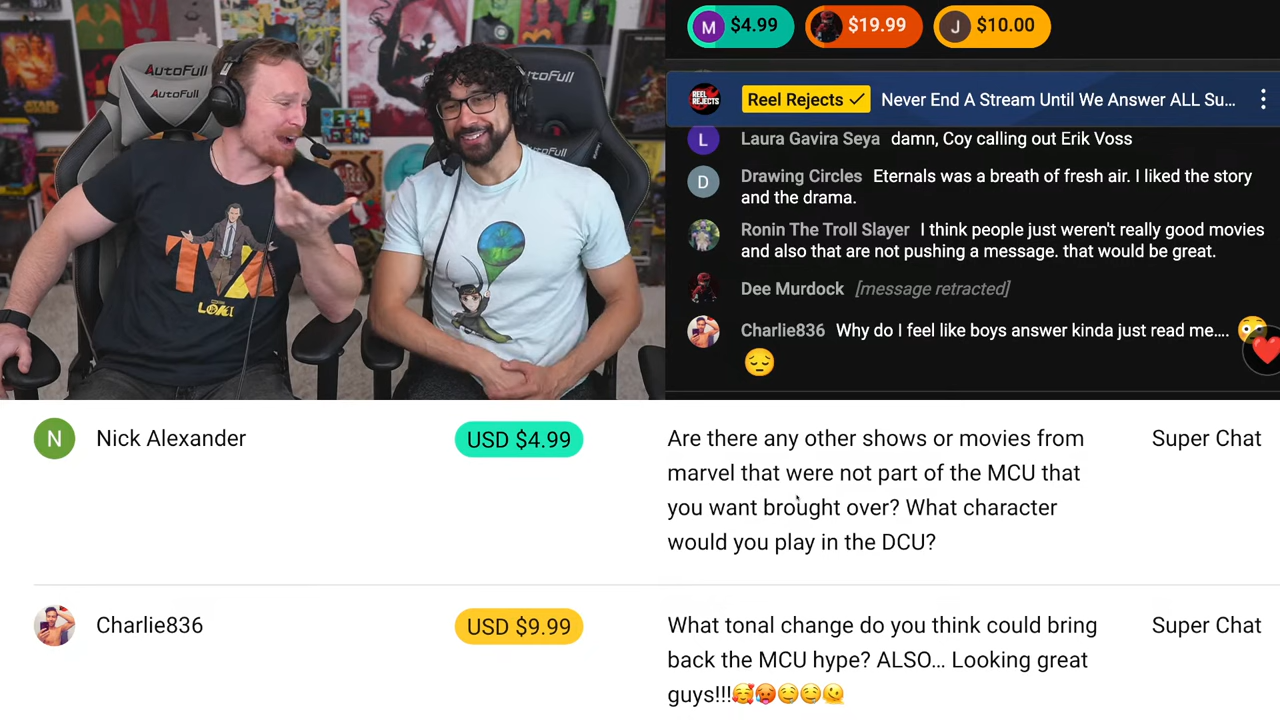 AutoFull
AutoFull
AutoFull
AutoFull
TVA
LOKI
M $4.99
$19.99
J $10.00
REEL REJECTS
Reel Rejects ✓ Never End A Stream Until We Answer ALL Su...
L Laura Gavira Seya damn, Coy calling out Erik Voss
D Drawing Circles Eternals was a breath of fresh air. I liked the story
and the drama.
Ronin The Troll Slayer I think people just weren't really good movies
and also that are not pushing a message. that would be great.
Dee Murdock [message retracted]
Charlie836 Why do I feel like boys answer kinda just read me.... 😳
😔
N Nick Alexander
USD $4.99
Are there any other shows or movies from
marvel that were not part of the MCU that
you want brought over? What character
would you play in the DCU?
Super Chat
Charlie836
USD $9.99
What tonal change do you think could bring
back the MCU hype? ALSO... Looking great
guys!!!🥰🥵🤤🤤🫠
Super Chat